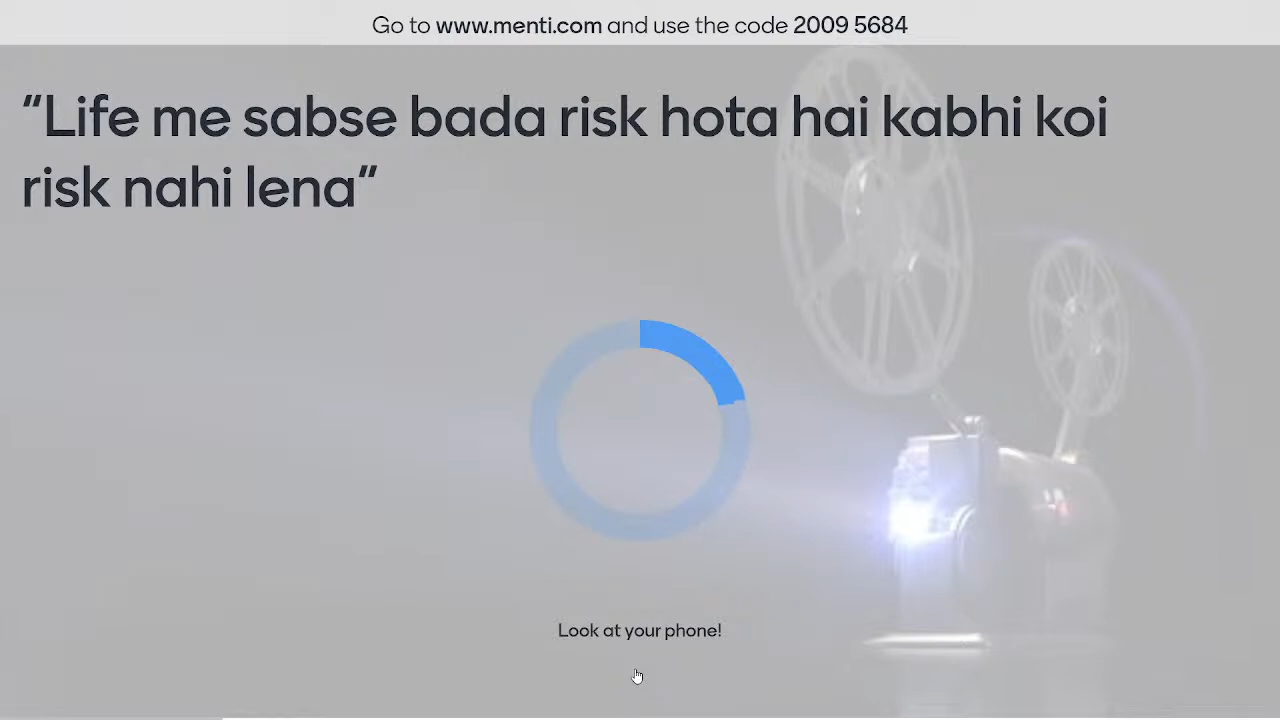 Go to www.menti.com and use the code 2009 5684
“Life me sabse bada risk hota hai kabhi koi
risk nahi lena“
Look at your phone!